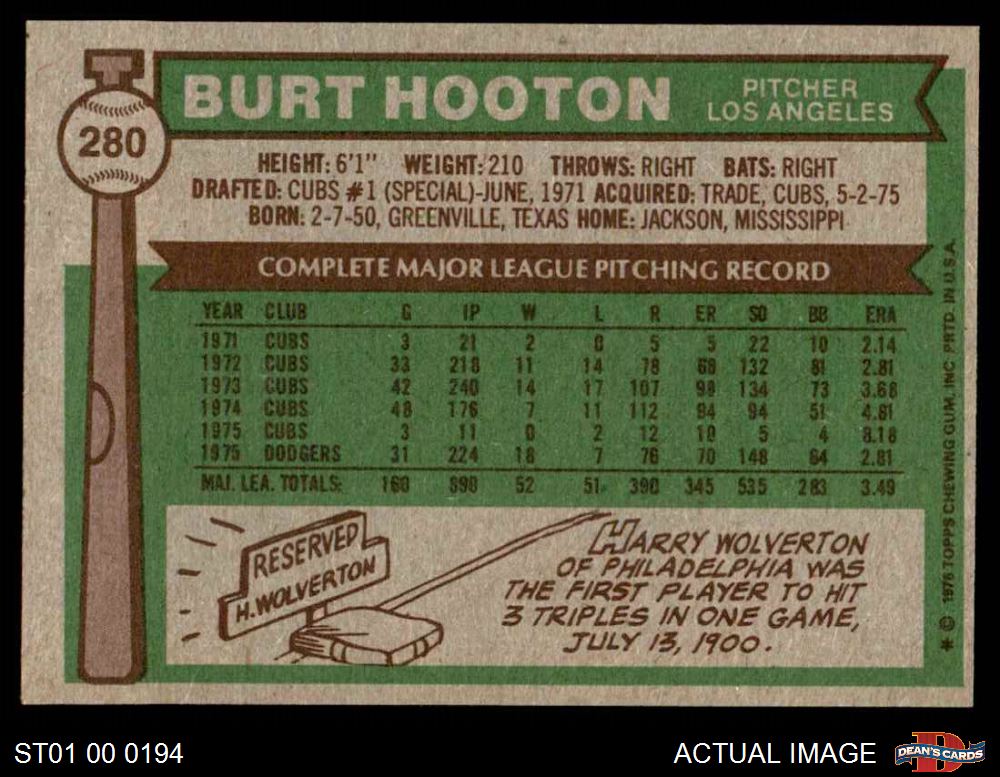 280
BURT HOOTON
PITCHER
LOS ANGELES
HEIGHT: 6'1" WEIGHT: 210 THROWS: RIGHT BATS: RIGHT
DRAFTED: CUBS #1 (SPECIAL)-JUNE, 1971 ACQUIRED: TRADE, CUBS, 5-2-75
BORN: 2-7-50, GREENVILLE, TEXAS HOME: JACKSON, MISSISSIPPI
COMPLETE MAJOR LEAGUE PITCHING RECORD
YEAR CLUB G IP W L R ER SO BB ERA
1971 CUBS 3 21 2 0 5 5 22 10 2.14
1972 CUBS 33 218 11 14 78 68 132 81 2.81
1973 CUBS 42 240 14 17 107 98 134 73 3.68
1974 CUBS 48 176 7 11 112 94 94 51 4.81
1975 CUBS 3 11 0 2 12 10 5 4 8.18
1975 DODGERS 31 224 18 7 76 70 148 64 2.81
MAJ. LEA. TOTALS: 160 890 52 51 390 345 535 283 3.49
RESERVED
H. WOLVERTON
HARRY WOLVERTON
OF PHILADELPHIA WAS
THE FIRST PLAYER TO HIT
3 TRIPLES IN ONE GAME,
JULY 13, 1900.
* © 1976 TOPPS CHEWING GUM, INC. PRTD. IN U.S.A.
ST01 00 0194
ACTUAL IMAGE
D
DEAN'S CARDS